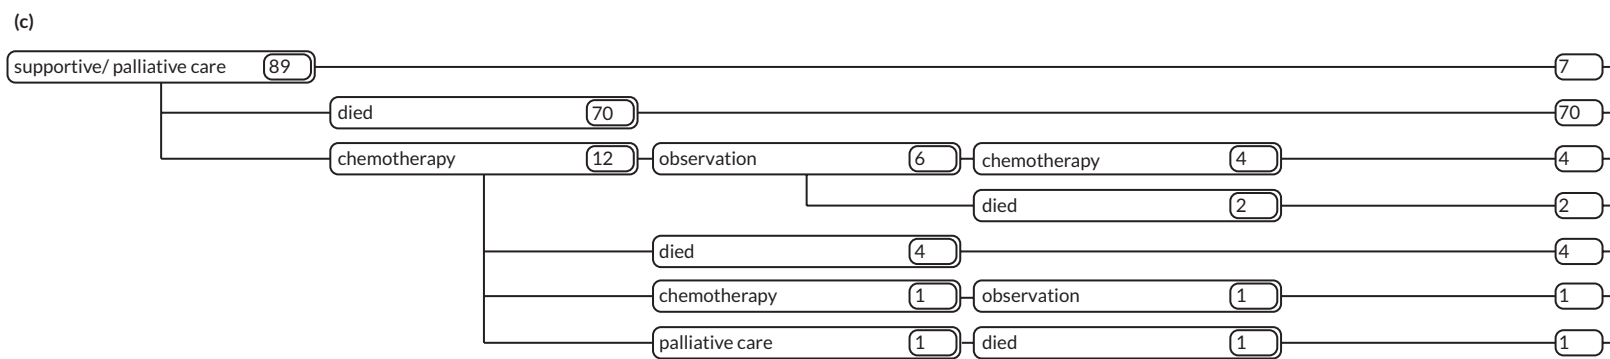 (c)
supportive/ palliative care 89 7
died 70 70
chemotherapy 12 observation 6 chemotherapy 4 4
died 2 2
died 4 4
chemotherapy 1 observation 1 1
palliative care 1 died 1 1